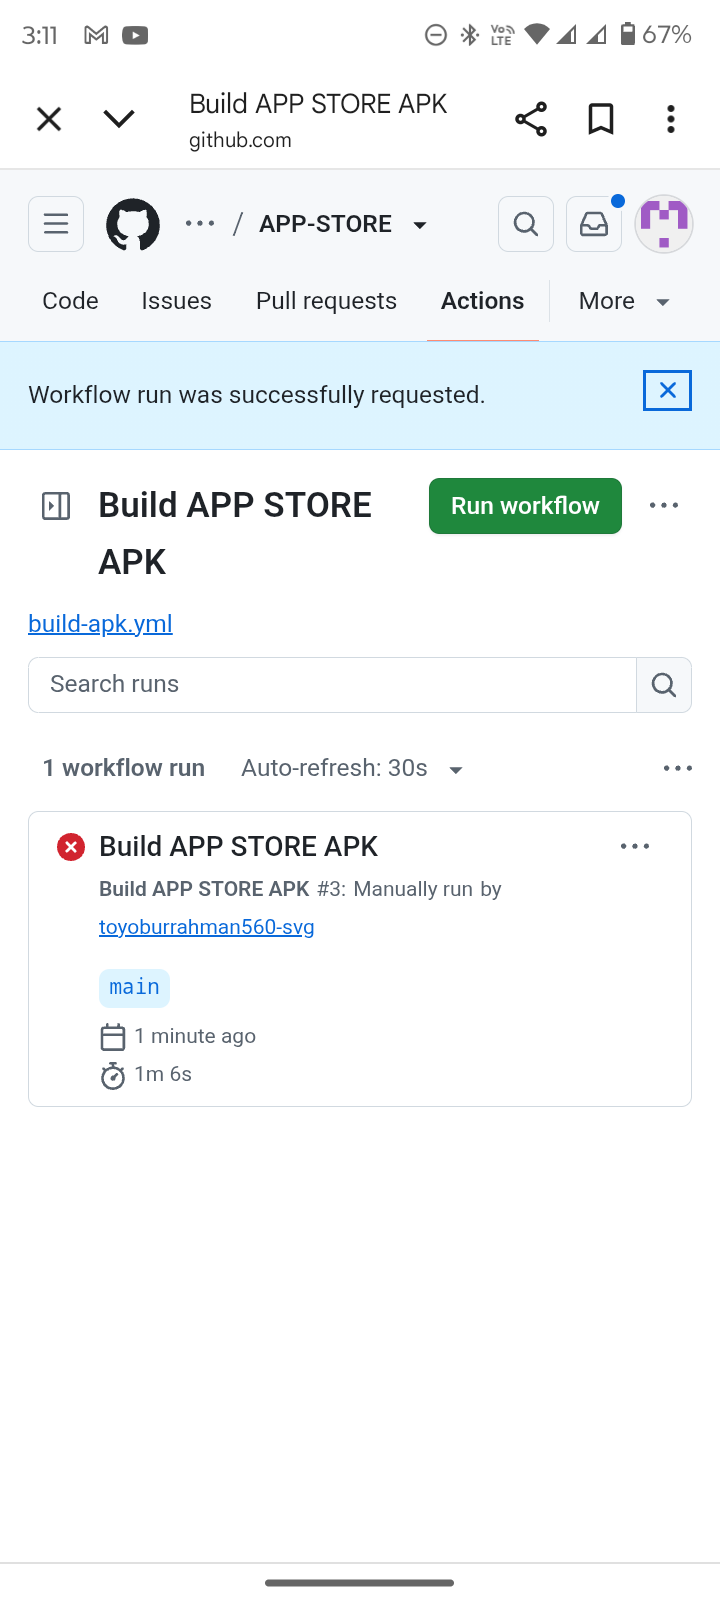 3:11
Vo
LTE
67%
Build APP STORE APK
github.com
/ APP-STORE
Code Issues Pull requests Actions More
Workflow run was successfully requested.
Build APP STORE
APK
Run workflow
build-apk.yml
Search runs
1 workflow run Auto-refresh: 30s
Build APP STORE APK
Build APP STORE APK #3: Manually run by
toyoburrahman560-svg
main
1 minute ago
1m 6s